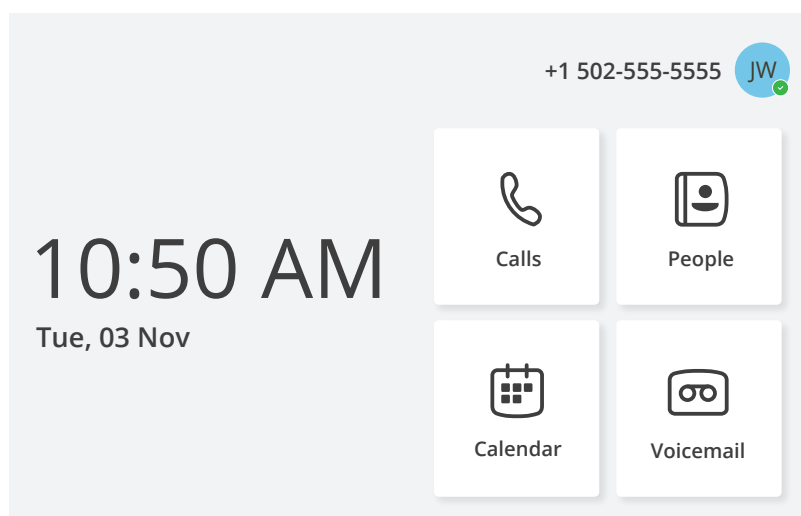 +1 502-555-5555
JW
Calls
People
10:50 AM
Tue, 03 Nov
Calendar
Voicemail